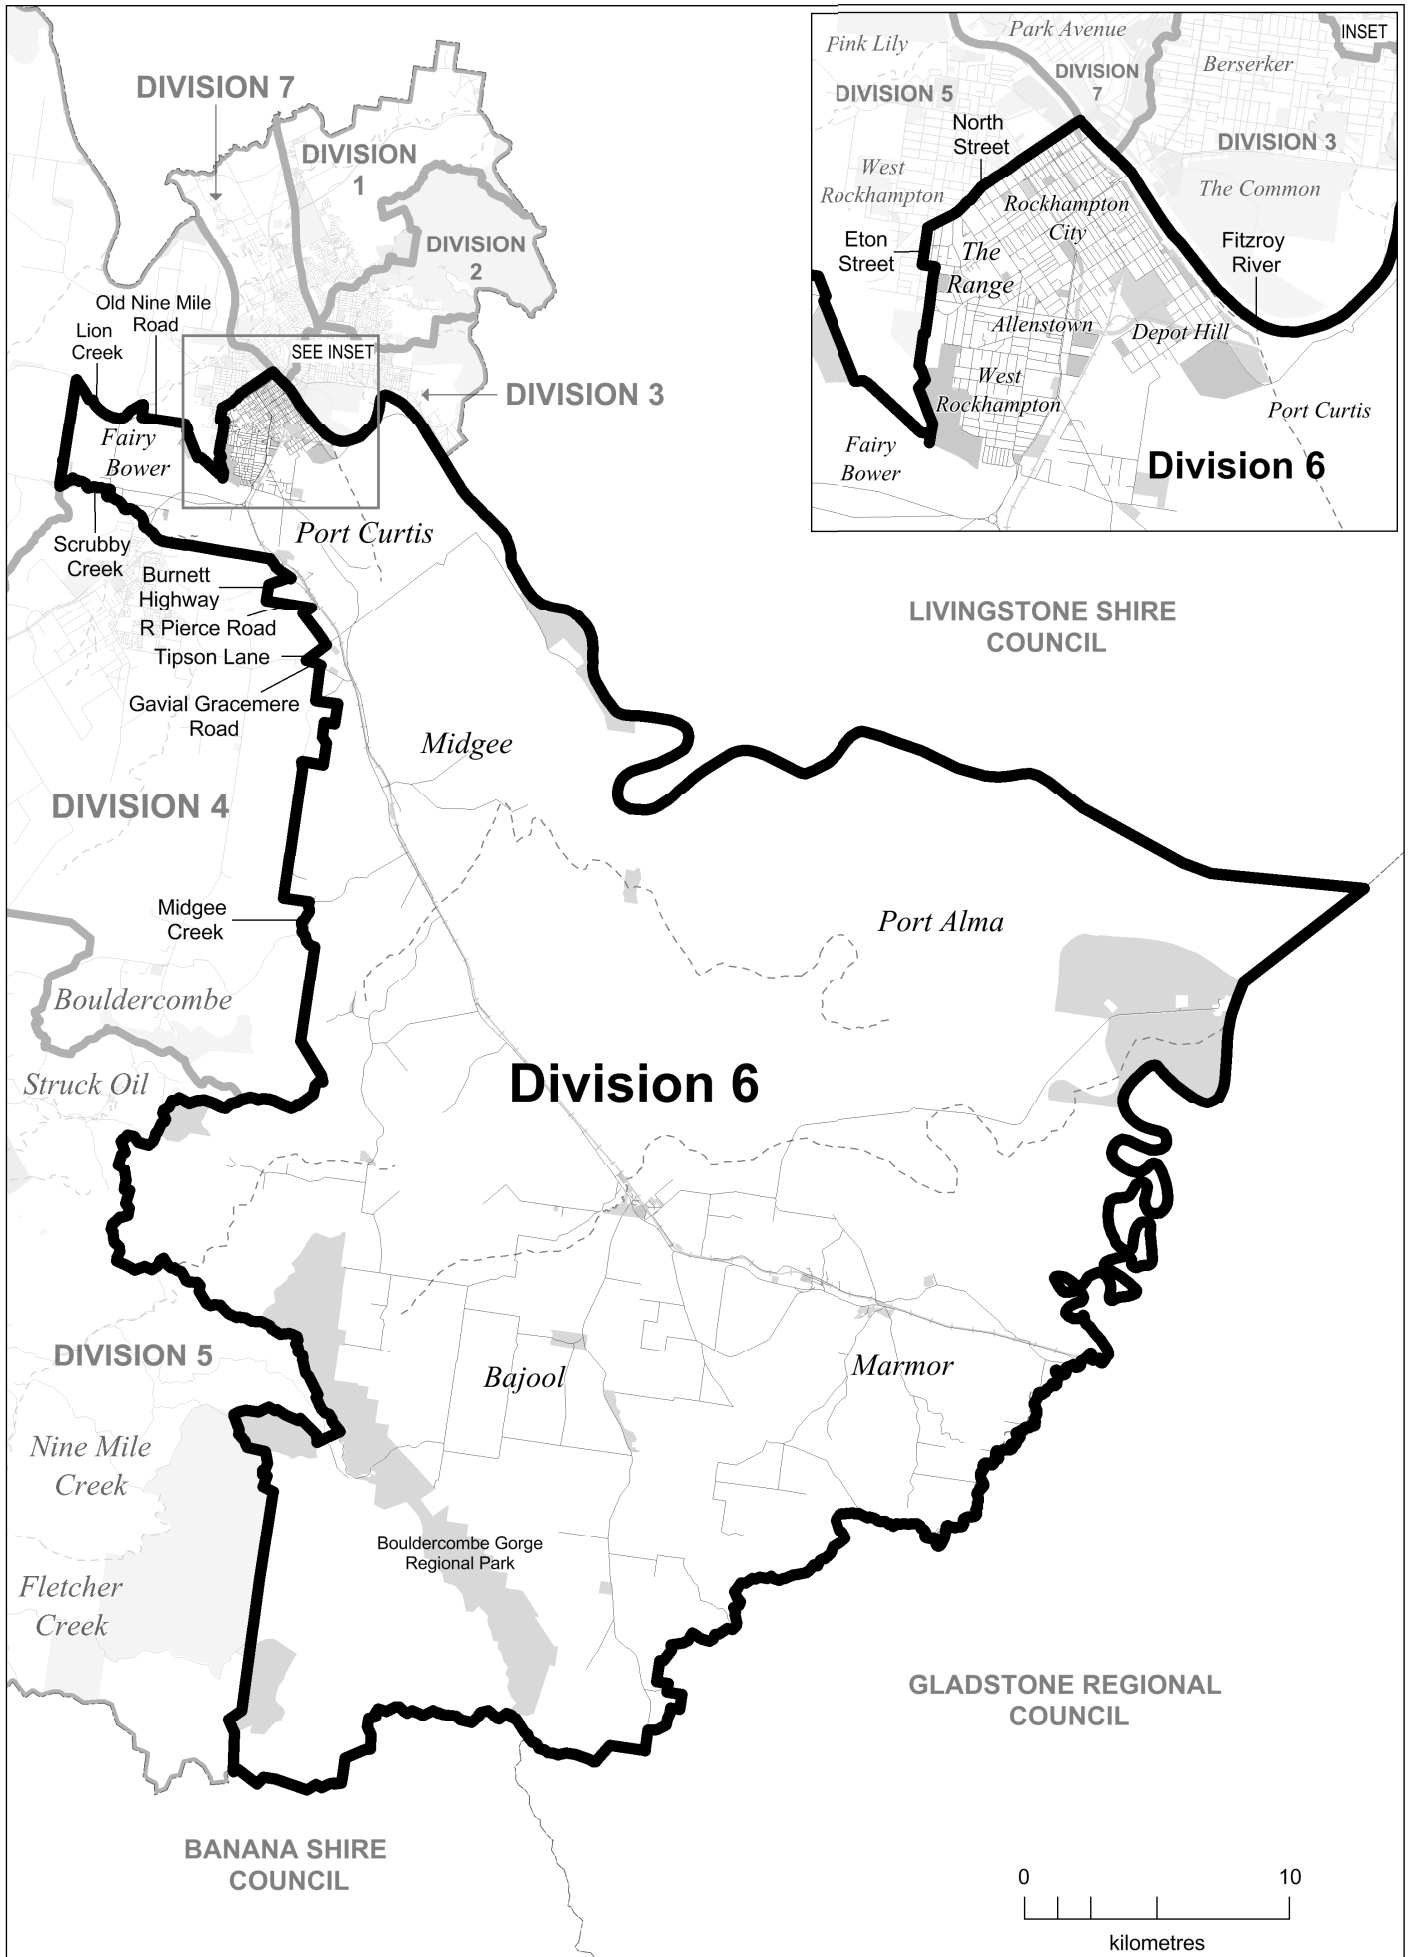 DIVISION 7
DIVISION
1
DIVISION
2
Old Nine Mile
Road
Lion
Creek
SEE INSET
DIVISION 3
Fairy
Bower
Scrubby
Creek
Port Curtis
Burnett
Highway
R Pierce Road
Tipson Lane
Gavial Gracemere
Road
Midgee
DIVISION 4
Midgee
Creek
Port Alma
Bouldercombe
Struck Oil
Division 6
DIVISION 5
Bajool
Marmor
Nine Mile
Creek
Bouldercombe Gorge
Regional Park
Fletcher
Creek
LIVINGSTONE SHIRE
COUNCIL
GLADSTONE REGIONAL
COUNCIL
BANANA SHIRE
COUNCIL
0 10
kilometres
INSET
Fink Lily
Park Avenue
Berserker
DIVISION
7
DIVISION 5
North
Street
DIVISION 3
West
Rockhampton
The Common
Rockhampton
City
Eton
Street
The
Range
Fitzroy
River
Allenstown
Depot Hill
West
Rockhampton
Port Curtis
Fairy
Bower
Division 6